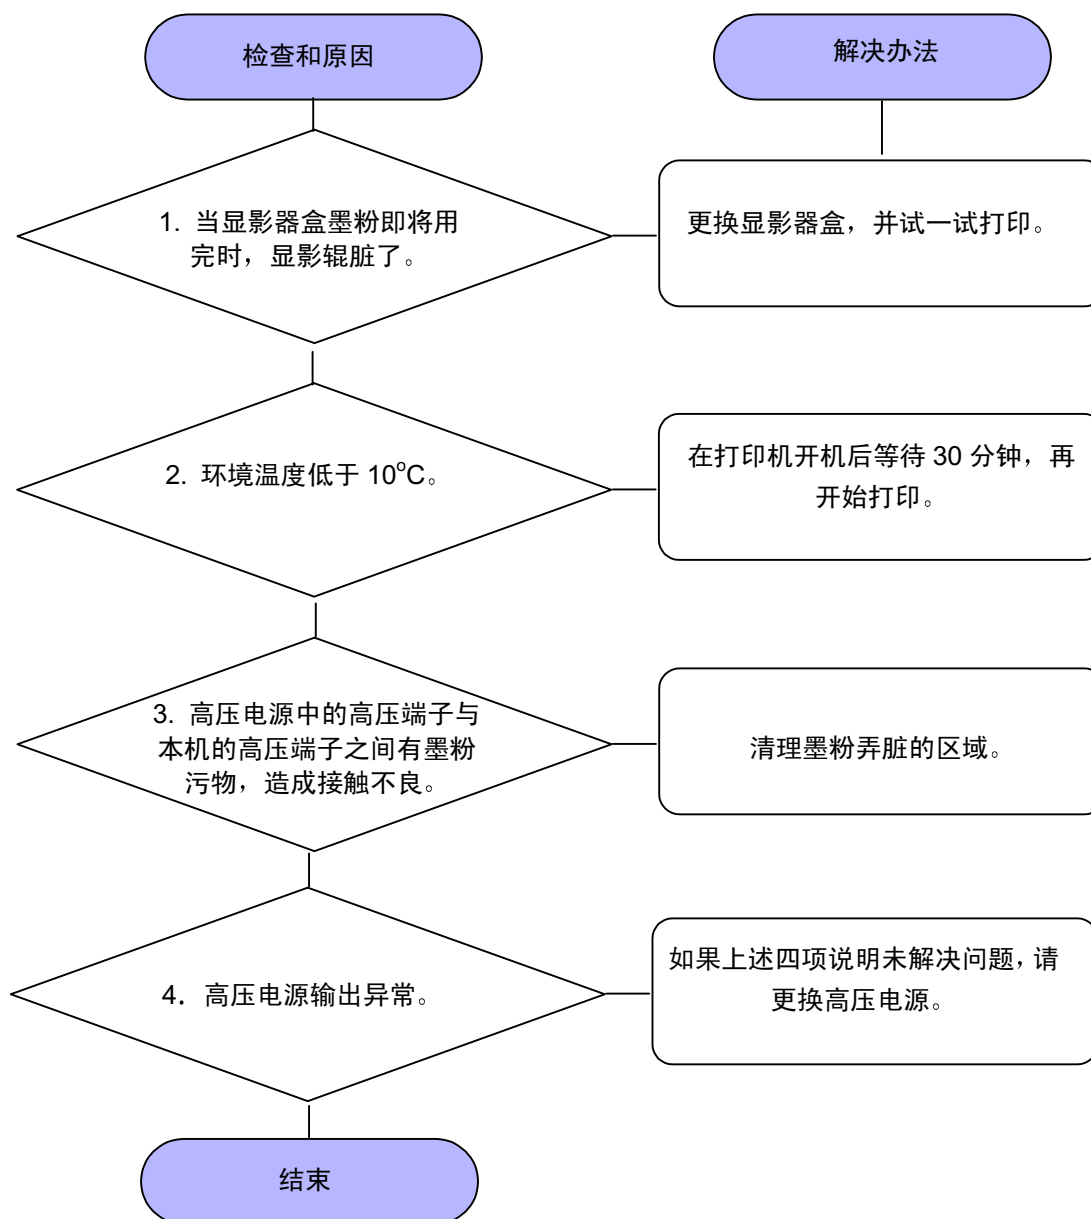 检查和原因
解决办法
1. 当显影器盒墨粉即将用
完时，显影辊脏了。
更换显影器盒，并试一试打印。
2. 环境温度低于 10°C。
在打印机开机后等待 30 分钟，再
开始打印。
3. 高压电源中的高压端子与
本机的高压端子之间有墨粉
污物，造成接触不良。
清理墨粉弄脏的区域。
4. 高压电源输出异常。
如果上述四项说明未解决问题，请
更换高压电源。
结束